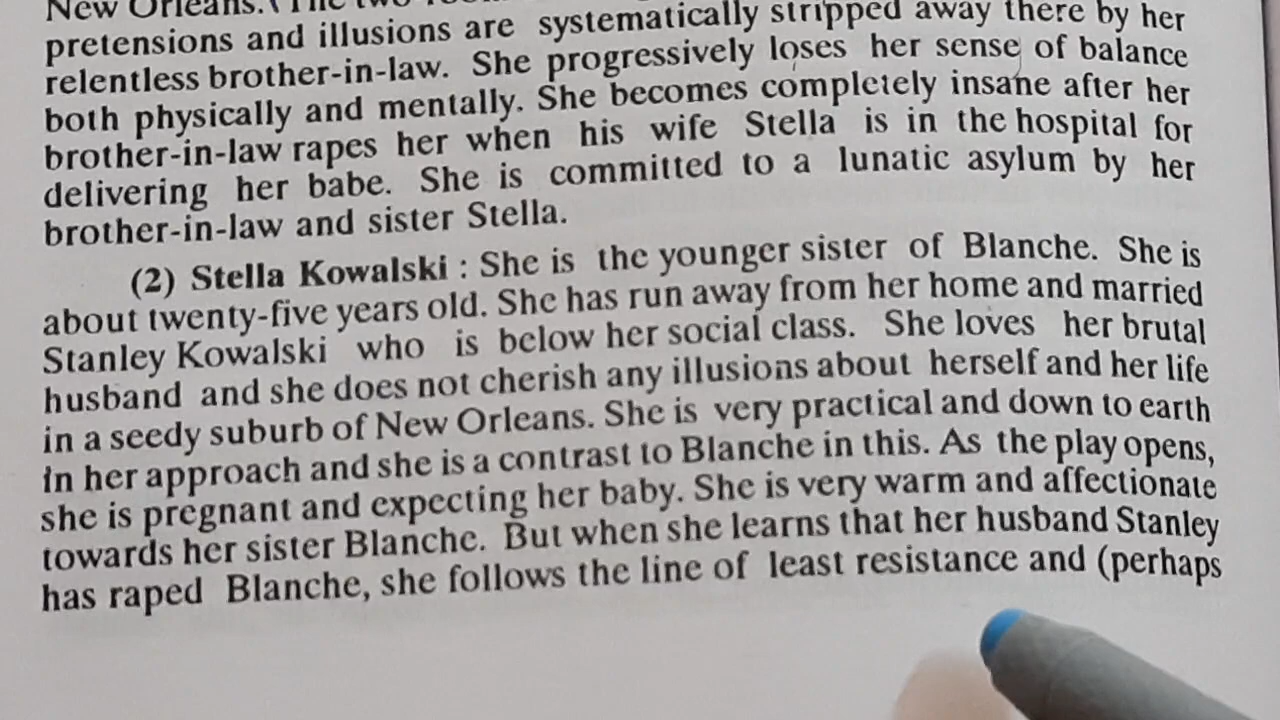 New Orleans. (The two
pretensions and illusions are systematically stripped away there by her
relentless brother-in-law. She progressively loses her sense of balance
both physically and mentally. She becomes completely insane after her
brother-in-law rapes her when his wife Stella is in the hospital for
delivering her babe. She is committed to a lunatic asylum by her
brother-in-law and sister Stella.
(2) Stella Kowalski : She is the younger sister of Blanche. She is
about twenty-five years old. She has run away from her home and married
Stanley Kowalski who is below her social class. She loves her brutal
husband and she does not cherish any illusions about herself and her life
in a seedy suburb of New Orleans. She is very practical and down to earth
in her approach and she is a contrast to Blanche in this. As the play opens,
she is pregnant and expecting her baby. She is very warm and affectionate
towards her sister Blanche. But when she learns that her husband Stanley
has raped Blanche, she follows the line of least resistance and (perhaps